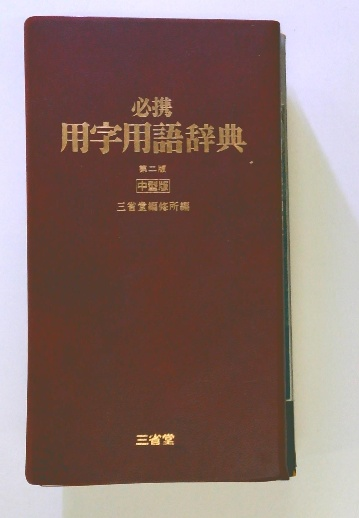 必携
用字用語辞典
第二版
中型版
三省堂編修所編
三省堂